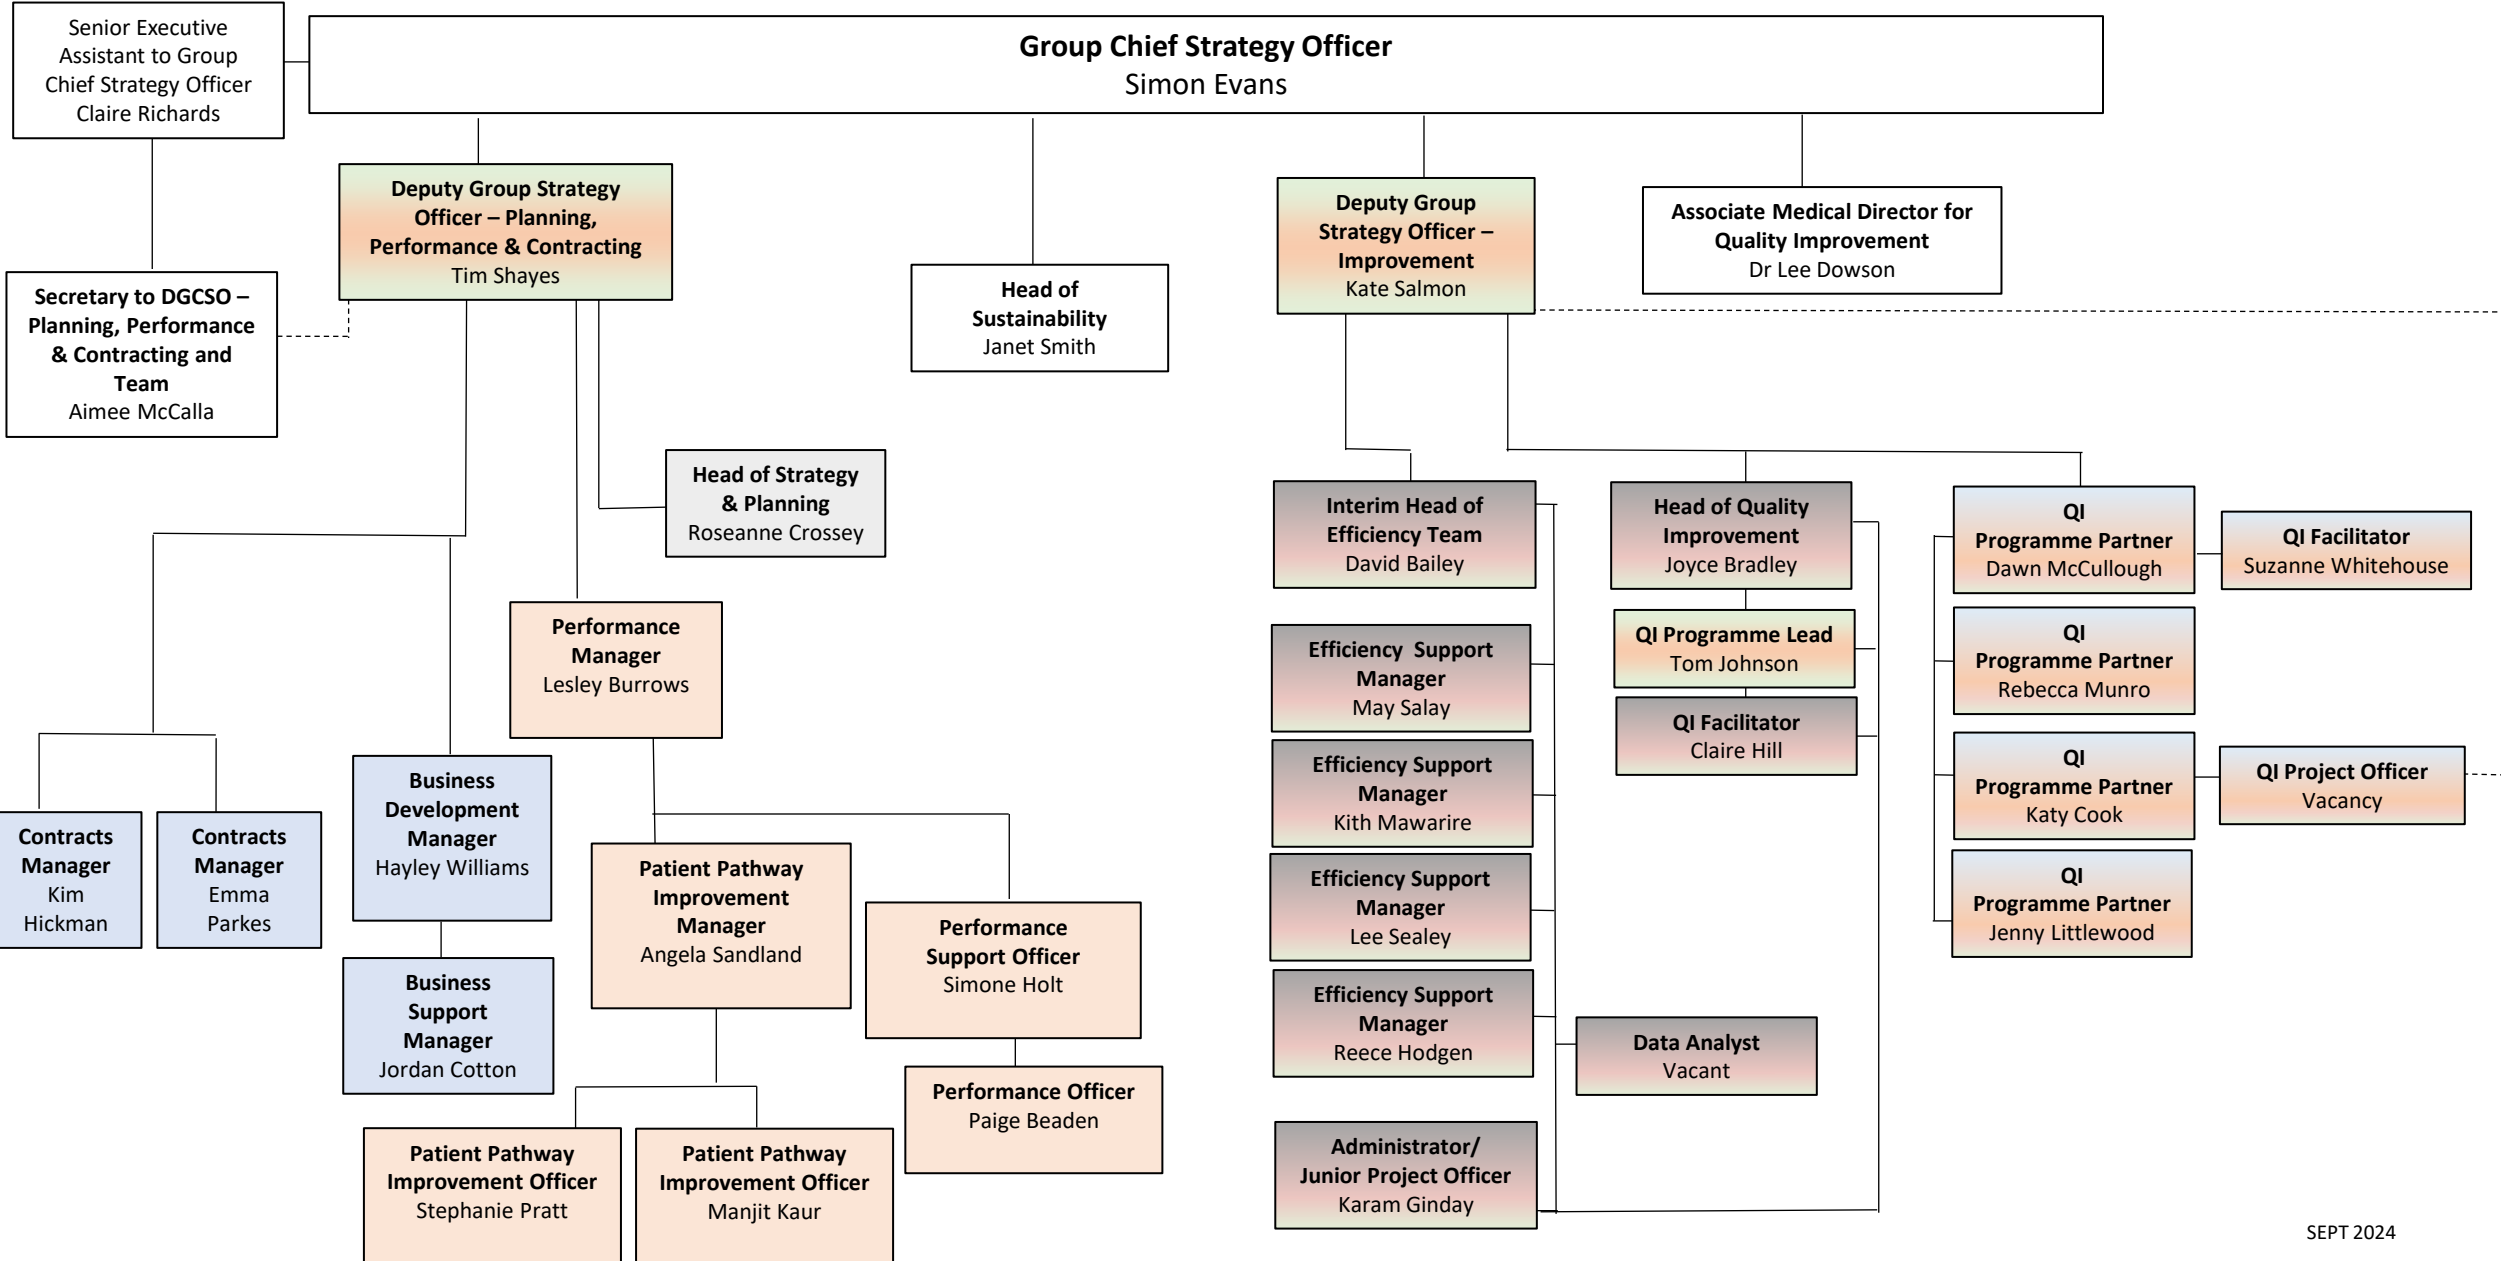 Senior Executive
Assistant to Group
Chief Strategy Officer
Claire Richards
Group Chief Strategy Officer
Simon Evans
Deputy Group Strategy
Officer – Planning,
Performance & Contracting
Tim Shayes
Secretary to DGCSO –
Planning, Performance
& Contracting and
Team
Aimee McCalla
Head of
Sustainability
Janet Smith
Deputy Group
Strategy Officer –
Improvement
Kate Salmon
Associate Medical Director for
Quality Improvement
Dr Lee Dowson
Head of Strategy
& Planning
Roseanne Crossey
Performance
Manager
Lesley Burrows
Contracts
Manager
Kim
Hickman
Contracts
Manager
Emma
Parkes
Business
Development
Manager
Hayley Williams
Business
Support
Manager
Jordan Cotton
Patient Pathway
Improvement
Manager
Angela Sandland
Performance
Support Officer
Simone Holt
Performance Officer
Paige Beaden
Patient Pathway
Improvement Officer
Stephanie Pratt
Patient Pathway
Improvement Officer
Manjit Kaur
Interim Head of
Efficiency Team
David Bailey
Efficiency Support
Manager
May Salay
Efficiency Support
Manager
Kith Mawarire
Efficiency Support
Manager
Lee Sealey
Efficiency Support
Manager
Reece Hodgen
Data Analyst
Vacant
Administrator/
Junior Project Officer
Karam Ginday
Head of Quality
Improvement
Joyce Bradley
QI Programme Lead
Tom Johnson
QI Facilitator
Claire Hill
QI
Programme Partner
Dawn McCullough
QI Facilitator
Suzanne Whitehouse
QI
Programme Partner
Rebecca Munro
QI
Programme Partner
Katy Cook
QI Project Officer
Vacancy
QI
Programme Partner
Jenny Littlewood
SEPT 2024